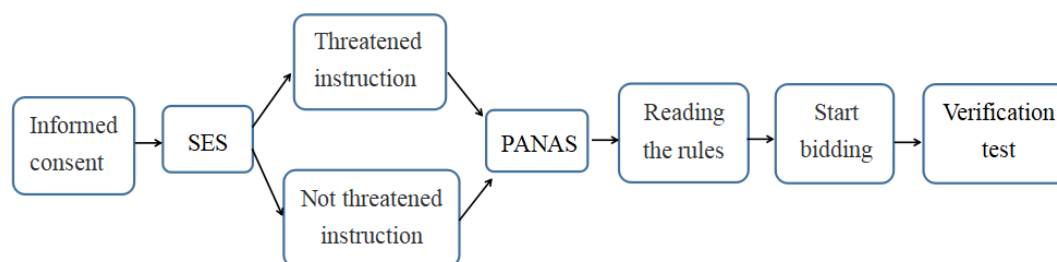 Informed
consent
SES
Threatened
instruction
Not threatened
instruction
PANAS
Reading
the rules
Start
bidding
Verification
test